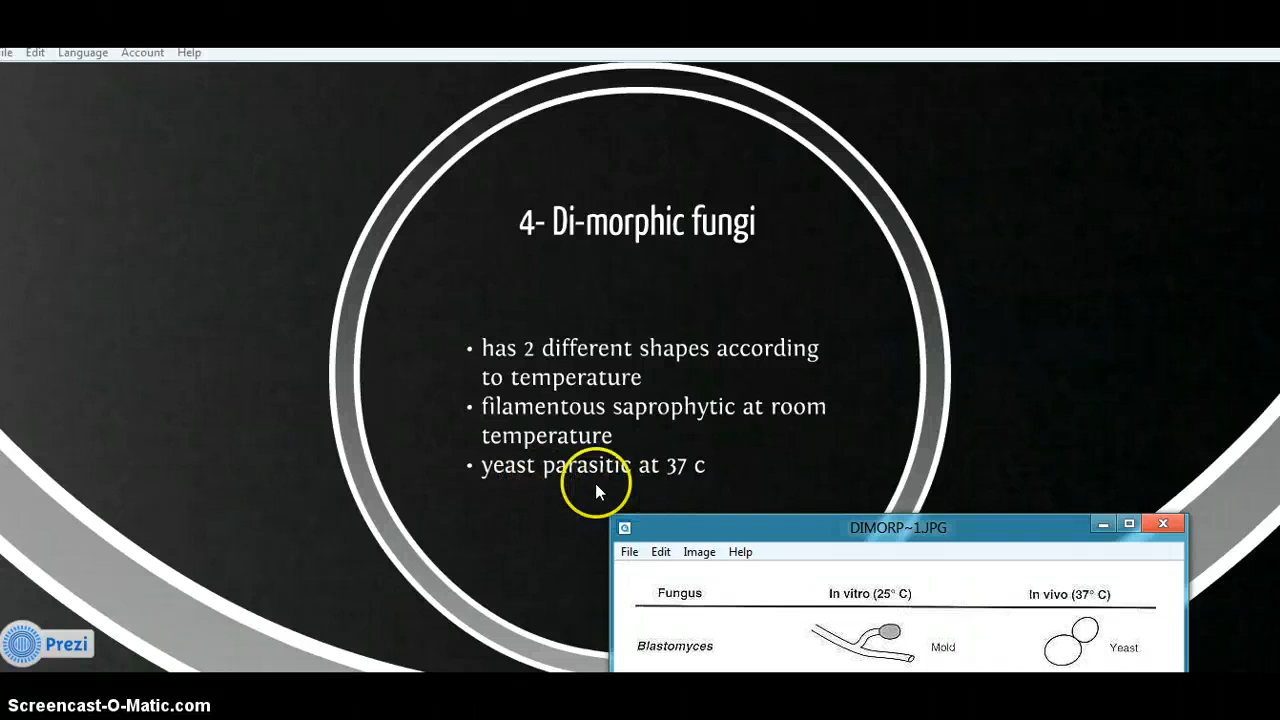 ile Edit Language Account Help
4- Di-morphic fungi
• has 2 different shapes according
to temperature
• filamentous saprophytic at room
temperature
• yeast parasitic at 37 c
DIMORP~1.JPG
File Edit Image Help
Fungus In vitro (25° C) In vivo (37° C)
Blastomyces Mold Yeast
Prezi
Screencast-O-Matic.com